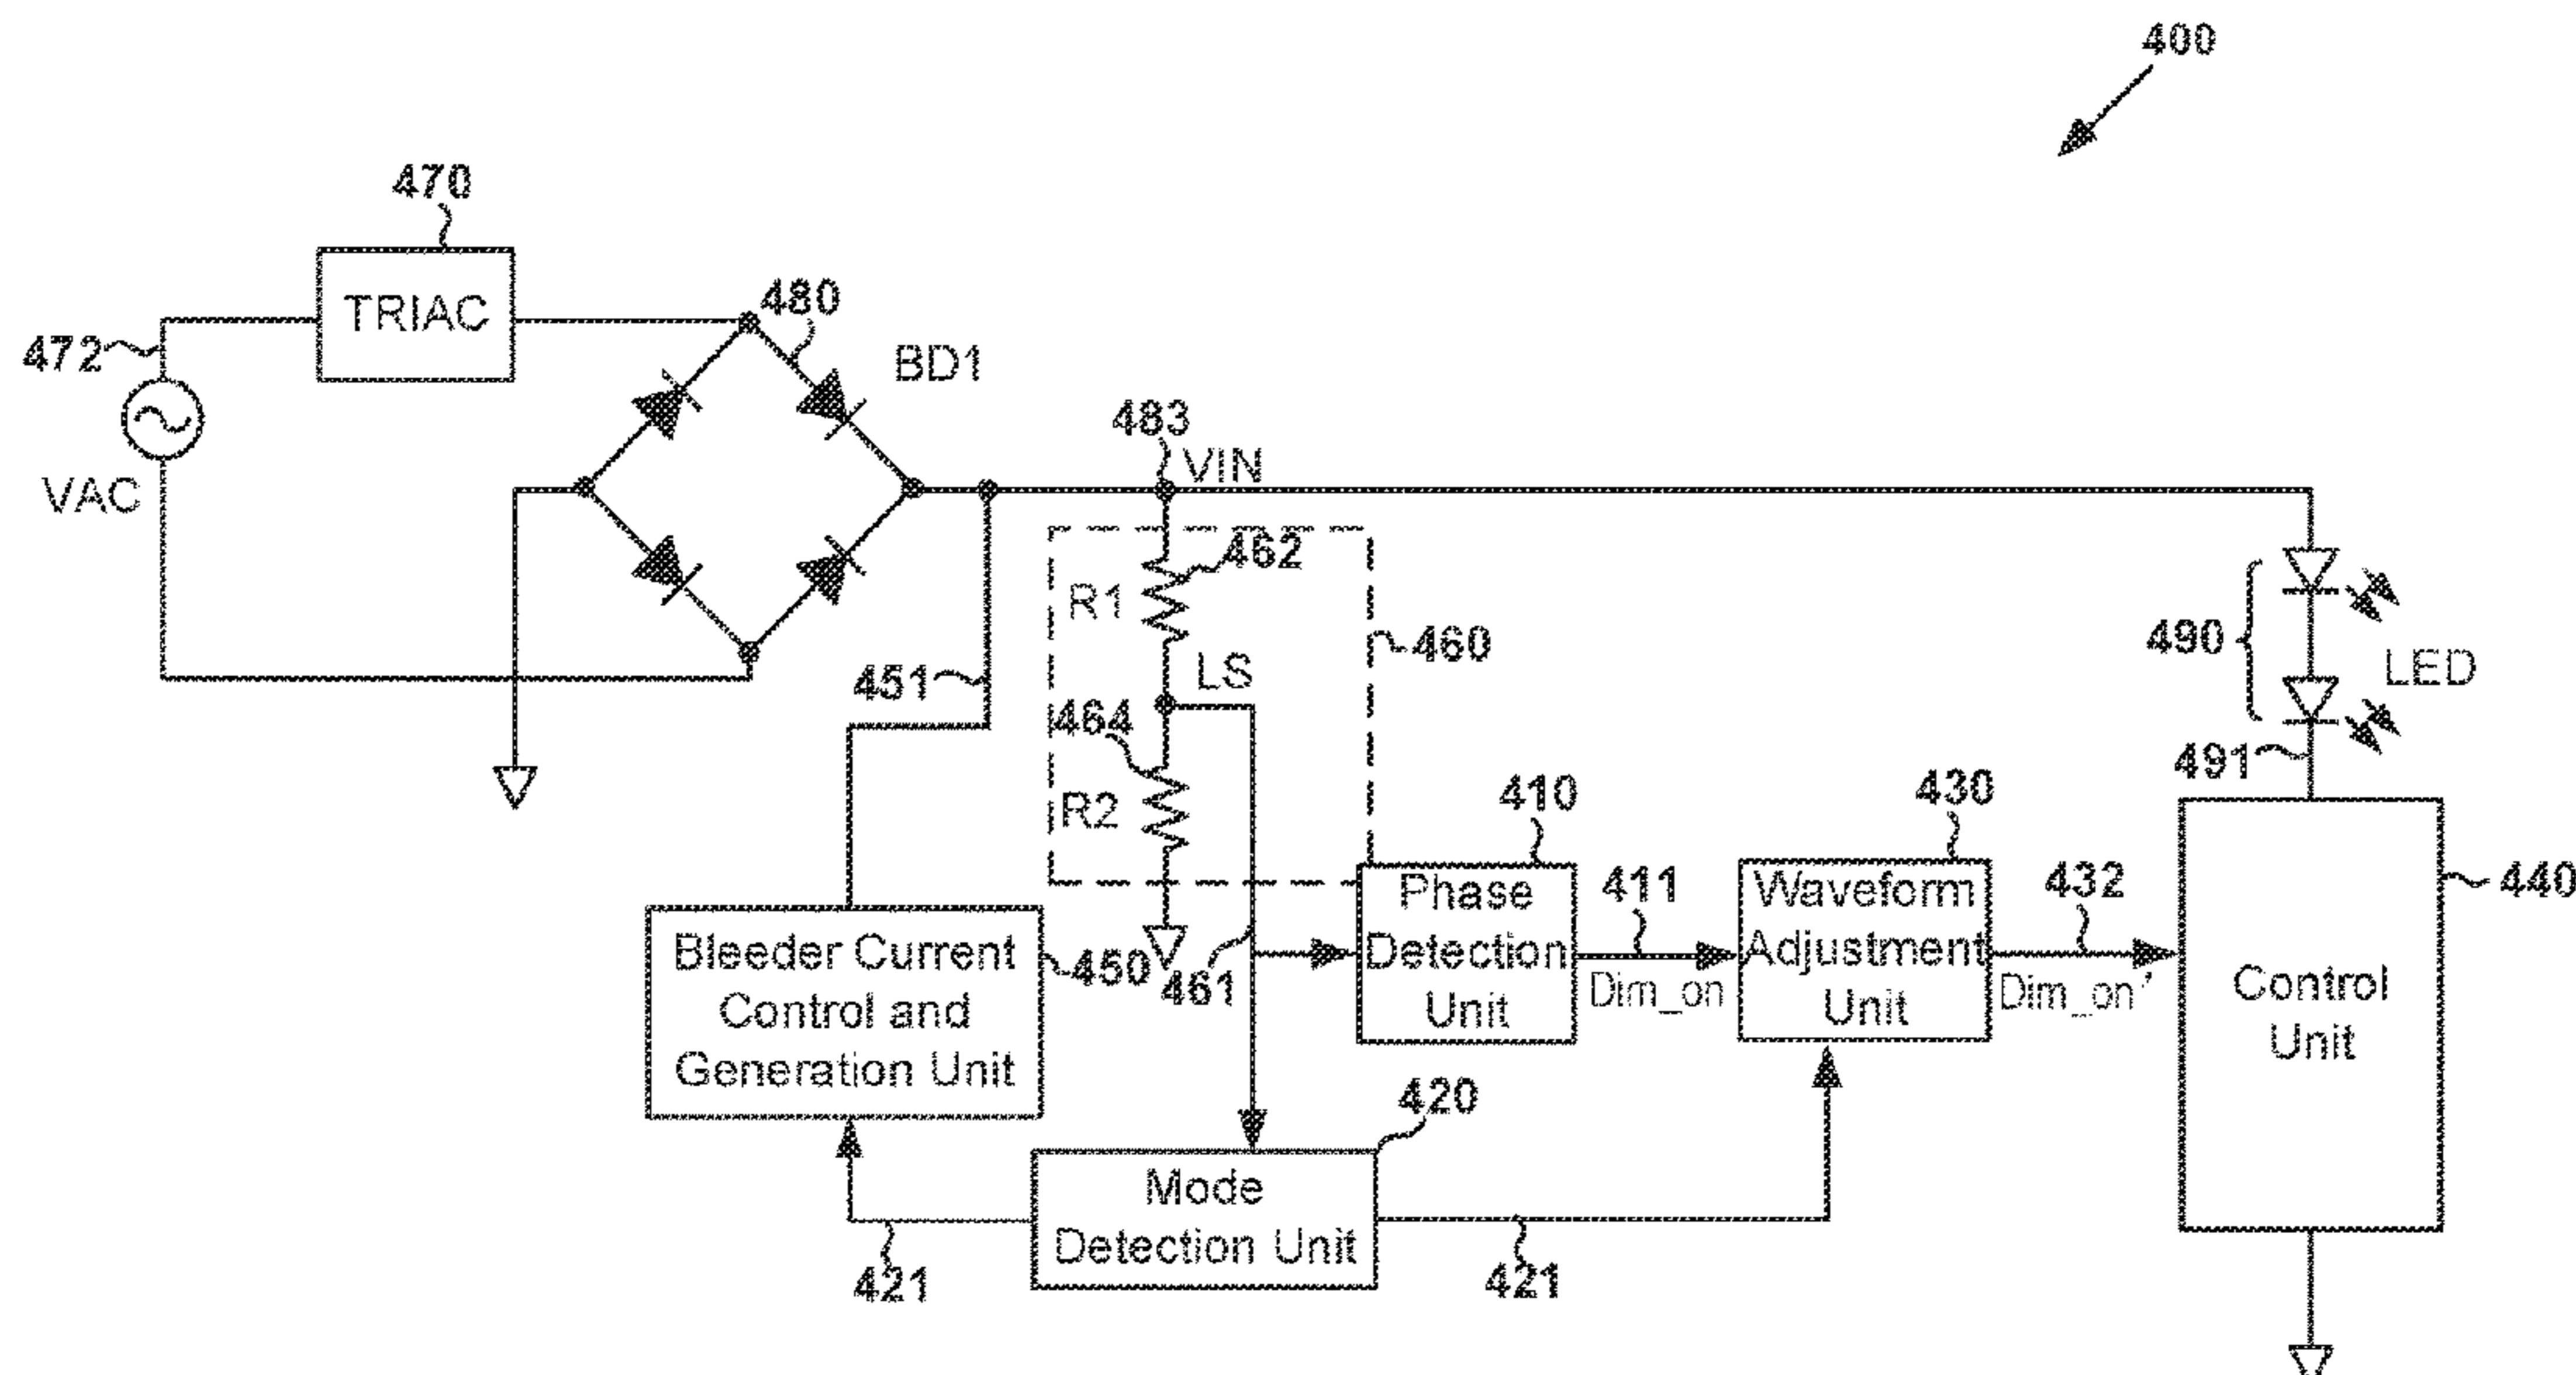 400
470
TRIAC
480
472
BD1
483
VIN
VAC
462
R1
460
490
LED
LS
451
464
491
R2
410
430
411
432
440
Phase
Detection
Unit
Waveform
Adjustment
Unit
Bleeder Current
Control and
Generation Unit
450
461
Dim_on
Dim_on'
Control
Unit
420
Mode
Detection Unit
421
421